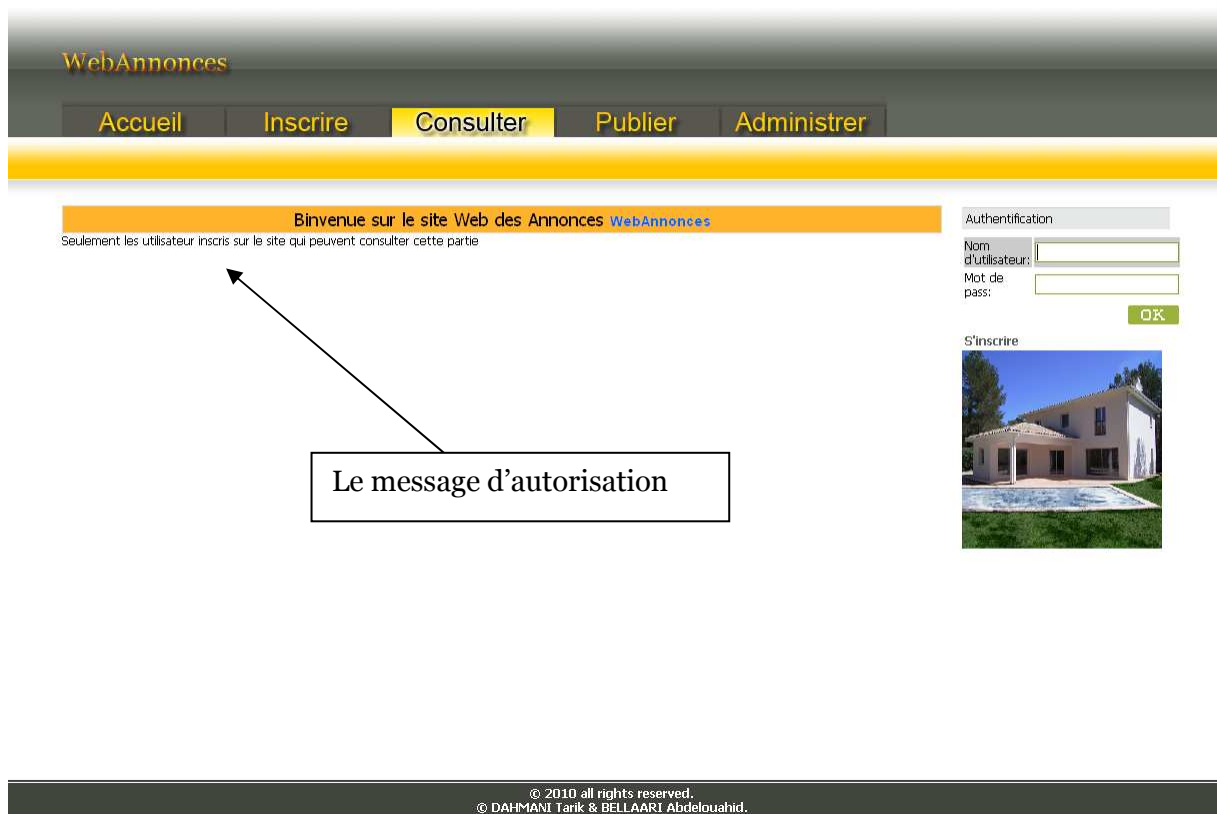 WebAnnonces
Accueil Inscrire Consulter Publier Administrer
Binvenue sur le site Web des Annonces WebAnnonces
Seulement les utilisateur inscris sur le site qui peuvent consulter cette partie
Le message d’autorisation
Authentification
Nom
d'utilisateur:
Mot de
pass:
OK
S'inscrire
© 2010 all rights reserved.
© DAHMANI Tarik & BELLAARI Abdelouahid.